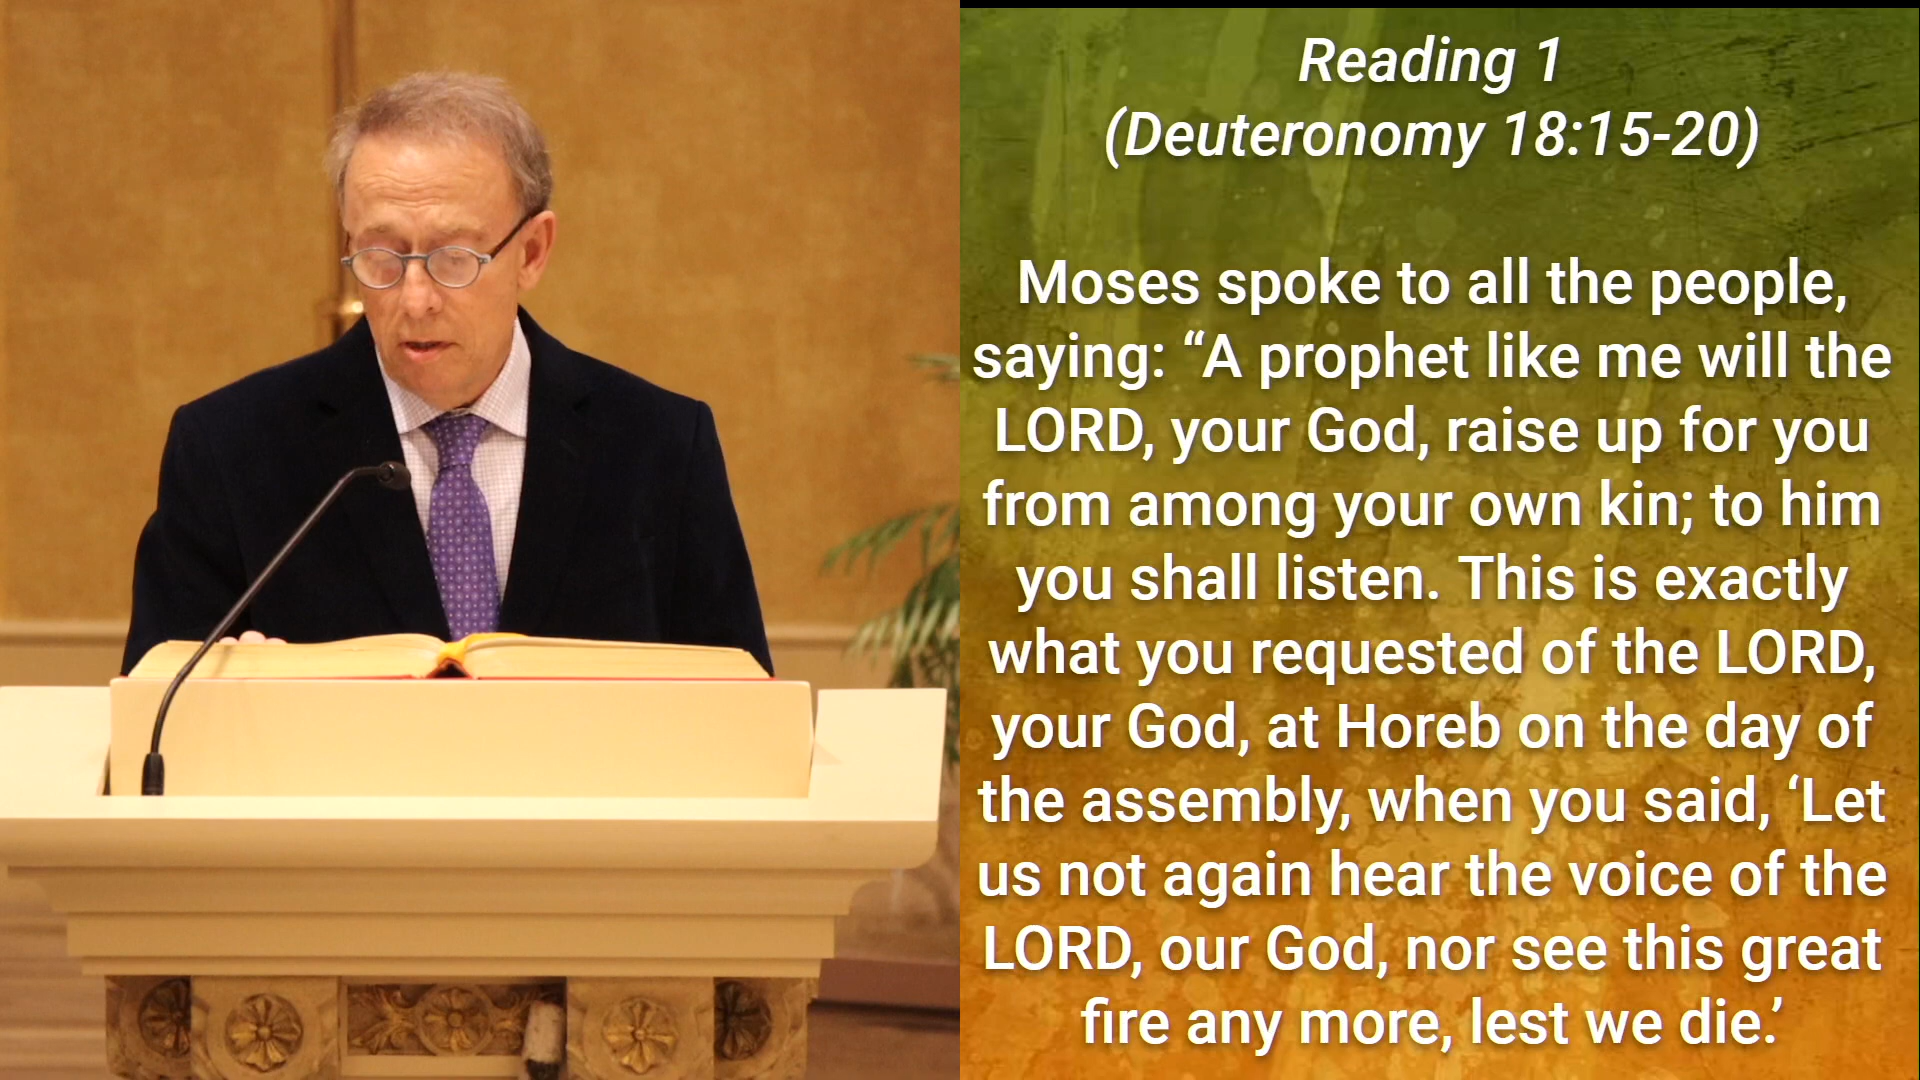 Reading 1
(Deuteronomy 18:15-20)
Moses spoke to all the people,
saying: “A prophet like me will the
LORD, your God, raise up for you
from among your own kin; to him
you shall listen. This is exactly
what you requested of the LORD,
your God, at Horeb on the day of
the assembly, when you said, ‘Let
us not again hear the voice of the
LORD, our God, nor see this great
fire any more, lest we die.’